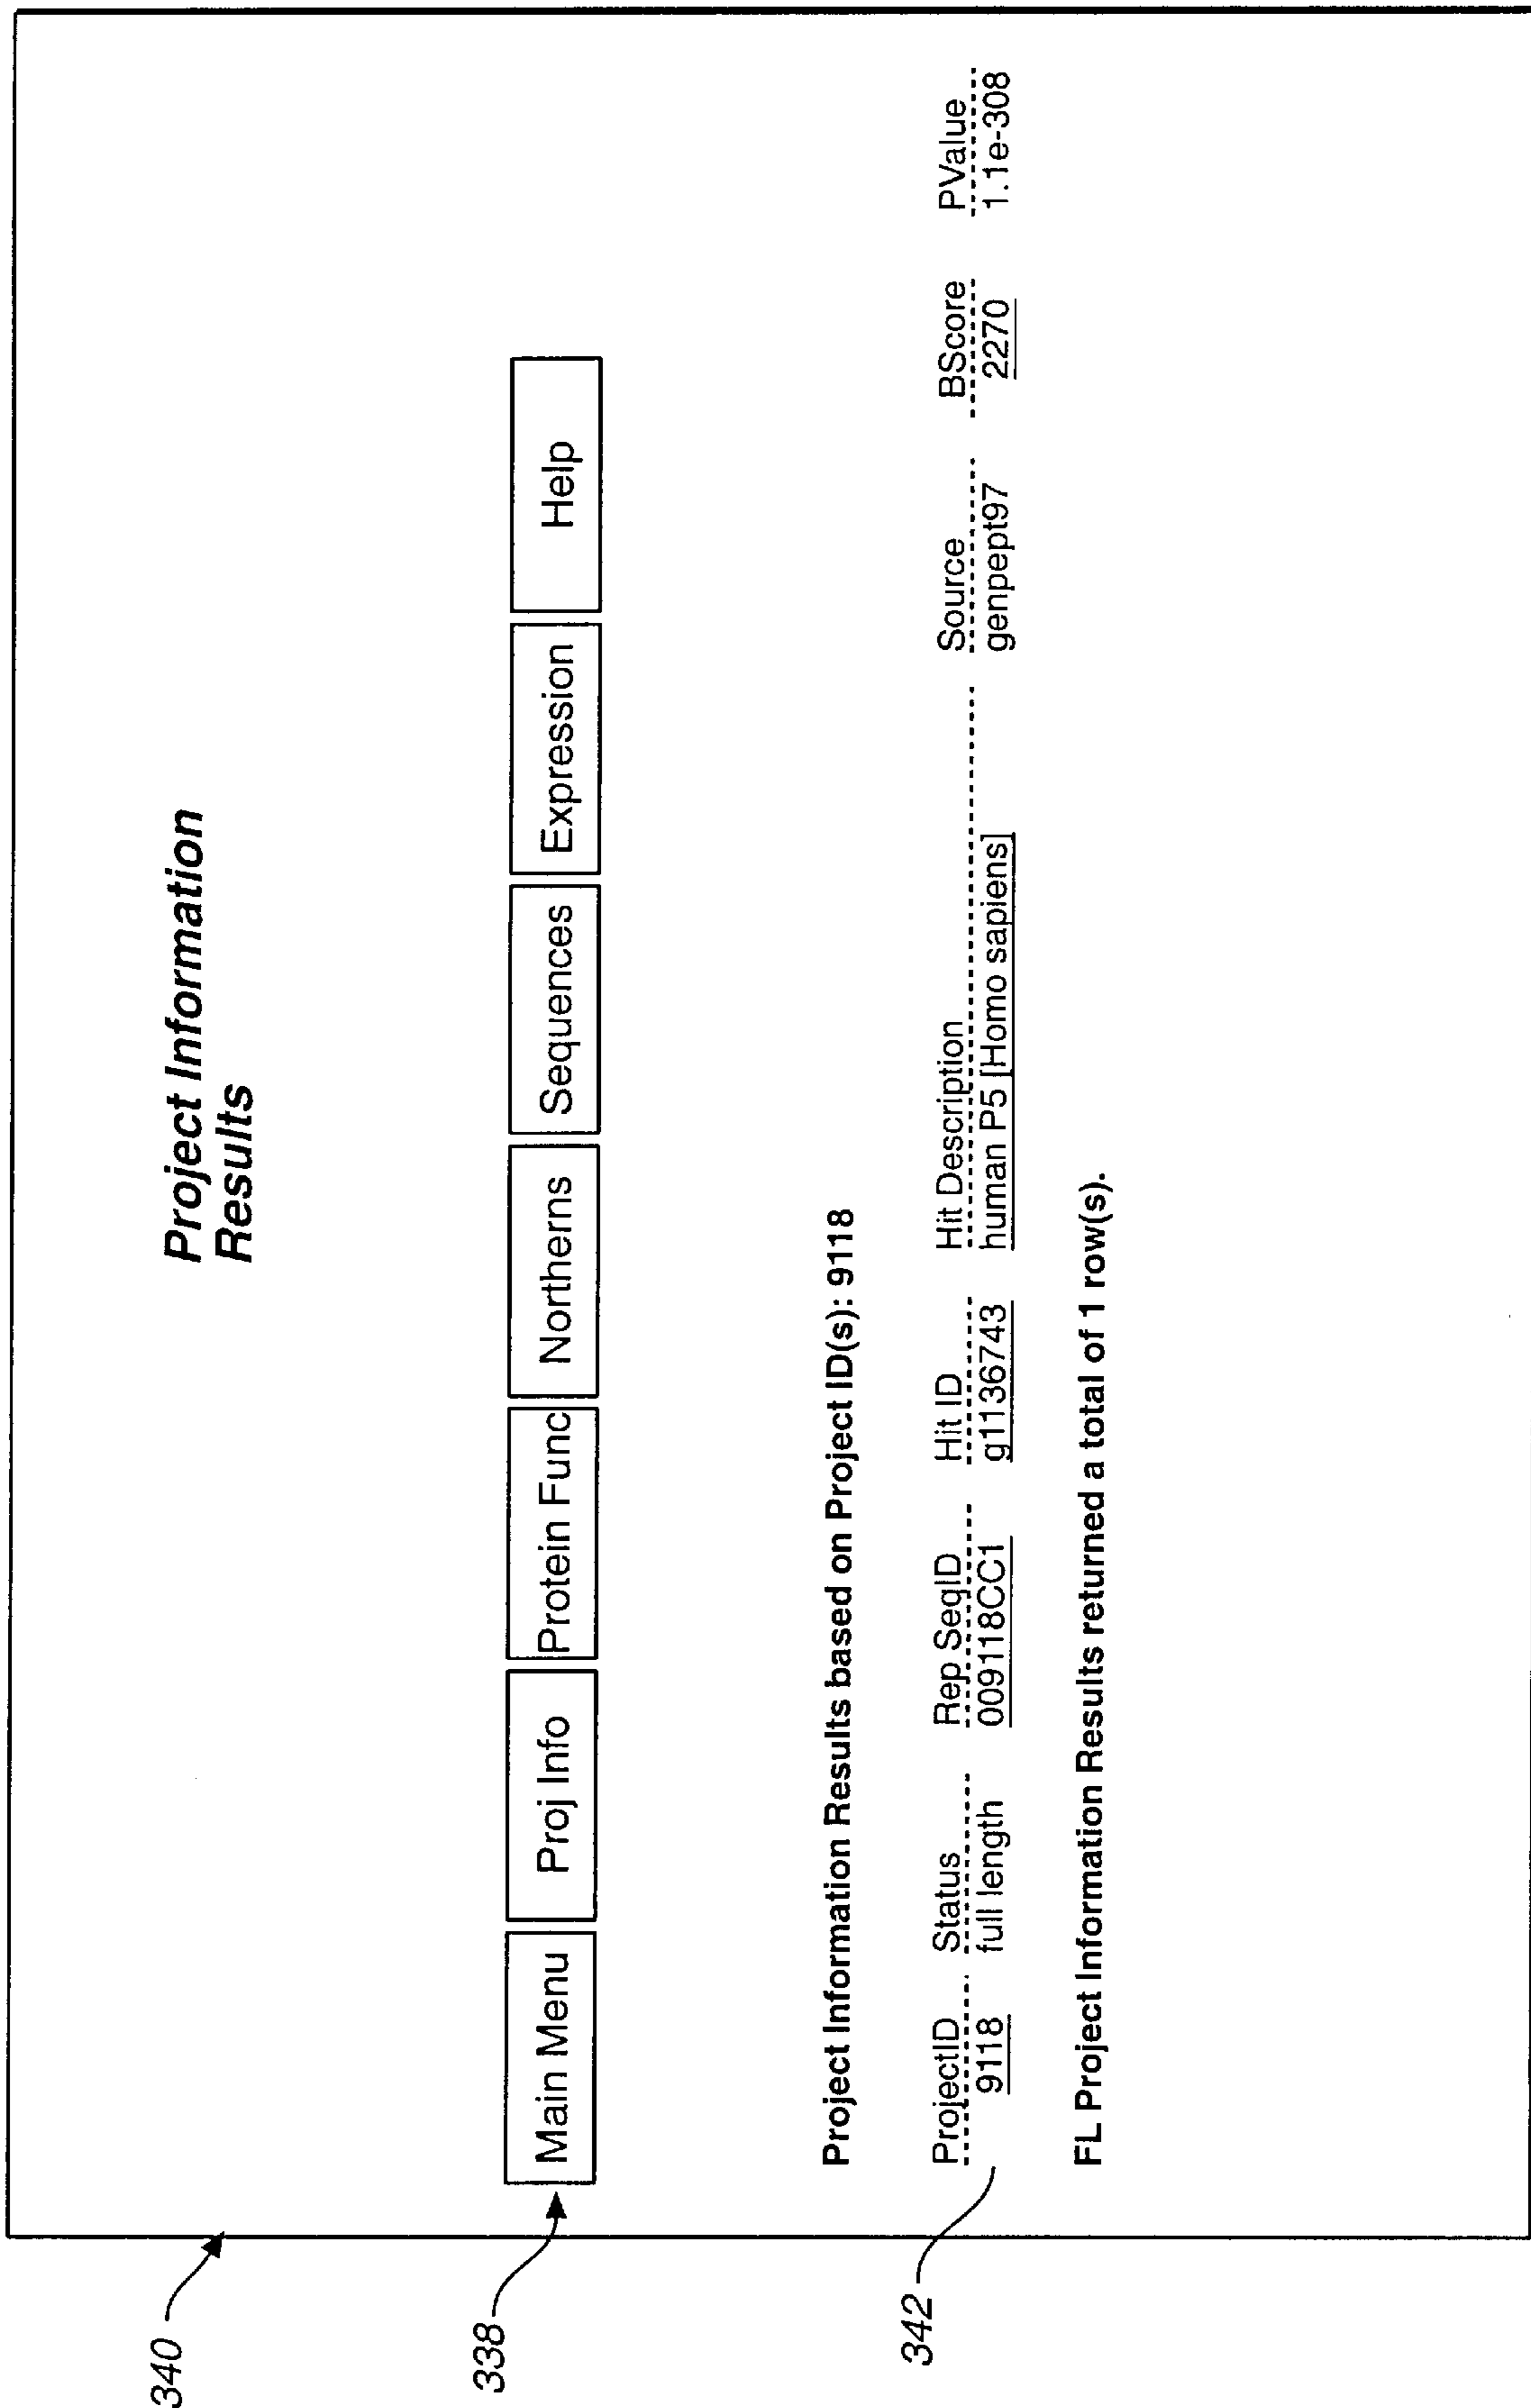 340
Project Information
Results
338
Main Menu Proj Info Protein Func Northerns Sequences Expression Help
Project Information Results based on Project ID(s): 9118
342
ProjectID Status Rep SeqID Hit ID Hit Description Source BScore PValue
9118 full length 009118CC1 g1136743 human P5 [Homo sapiens] genpept97 2270 1.1e-308
FL Project Information Results returned a total of 1 row(s).